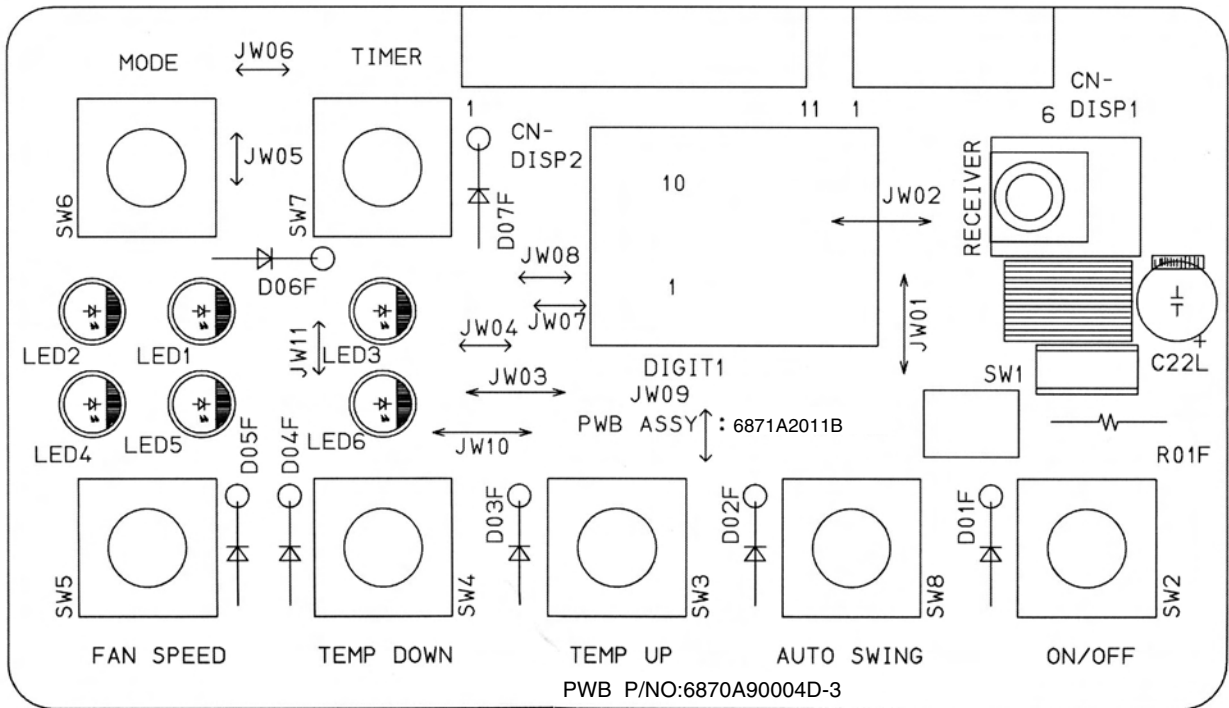 MODE
JW06
TIMER
1
11
1
6
CN-
DISP1
CN-
DISP2
JW05
SW6
SW7
D07F
10
JW02
RECEIVER
D06F
JW08
1
JW07
JW01
LED2
LED1
JW11
LED3
JW04
C22L
DIGIT1
JW03
JW09
SW1
PWB ASSY : 6871A2011B
LED4
LED5
D05F
D04F
LED6
JW10
R01F
D03F
D02F
D01F
SW5
SW4
SW3
SW8
SW2
FAN SPEED
TEMP DOWN
TEMP UP
AUTO SWING
ON/OFF
PWB P/NO:6870A90004D-3